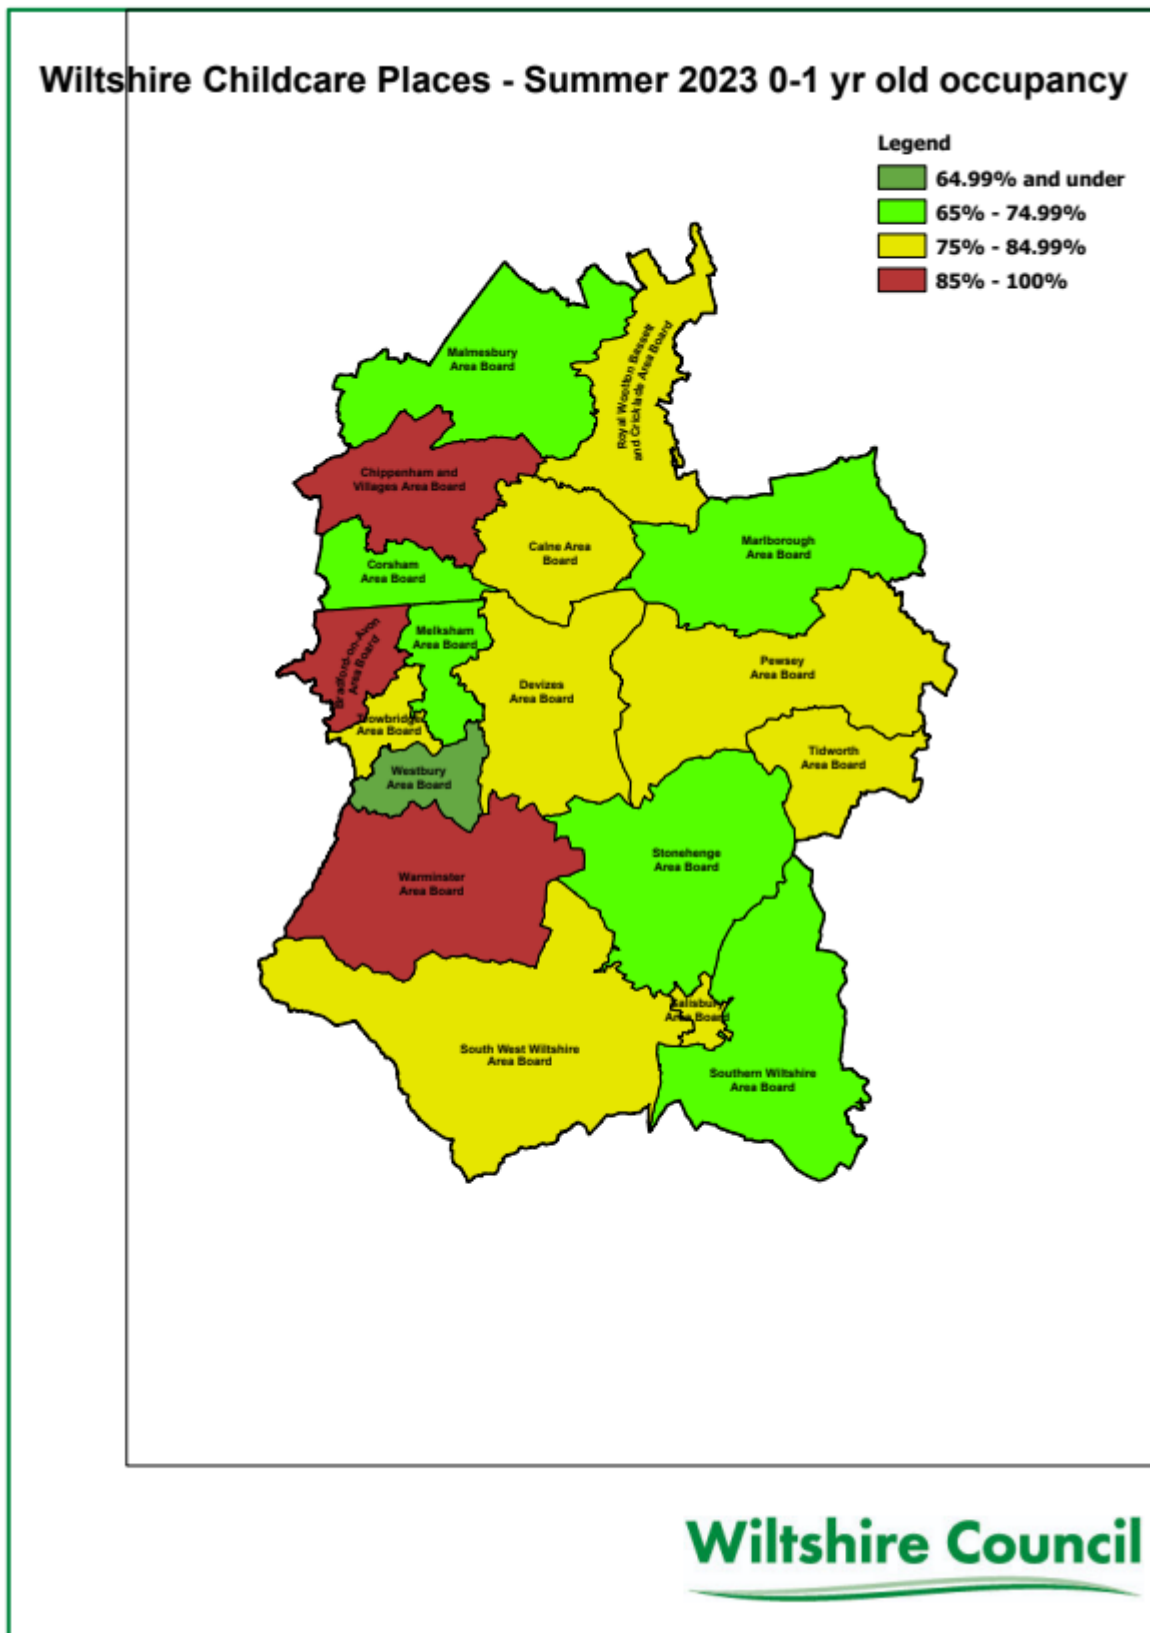 Wiltshire Childcare Places - Summer 2023 0-1 yr old occupancy
Legend
64.99% and under
65% - 74.99%
75% - 84.99%
85% - 100%
Malmesbury
Area Board
Royal Wootton Bassett
and Cricklade Area Board
Chippenham and
Villages Area Board
Calne Area
Board
Marlborough
Area Board
Corsham
Area Board
Bradford-on-Avon
Area Board
Melksham
Area Board
Pewsey
Area Board
Devizes
Area Board
Trowbridge
Area Board
Tidworth
Area Board
Westbury
Area Board
Stonehenge
Area Board
Warminster
Area Board
Salisbury
Area Board
South West Wiltshire
Area Board
Southern Wiltshire
Area Board
Wiltshire Council